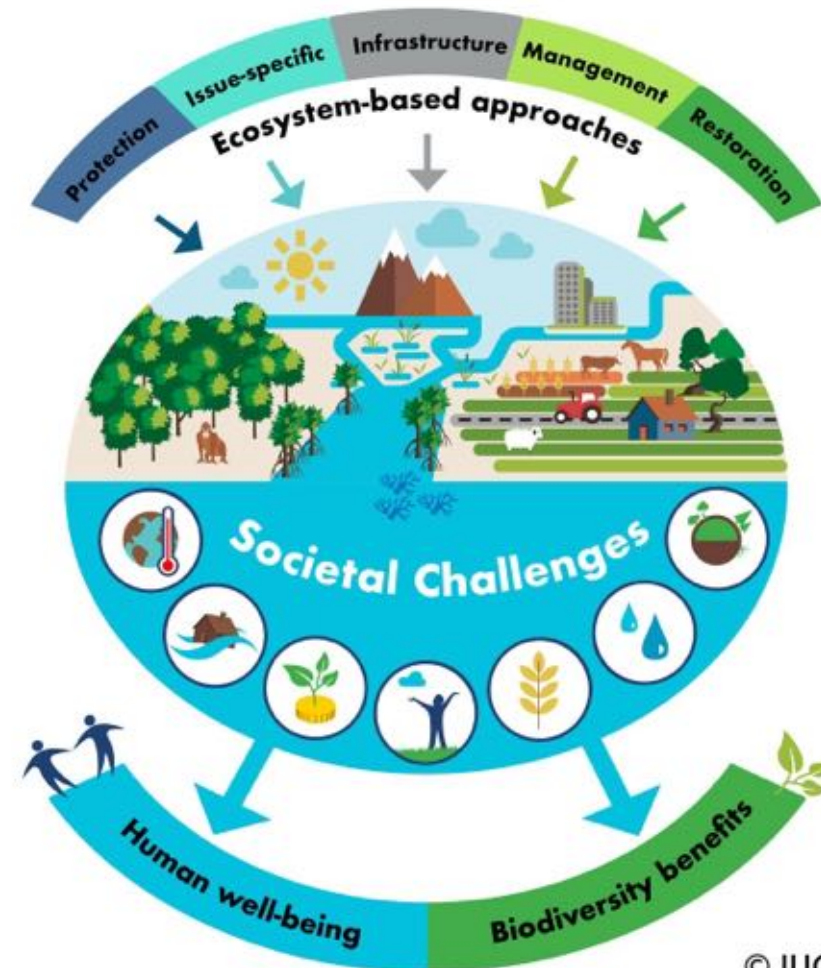 Protection
Issue-specific
Infrastructure
Management
Restoration
Ecosystem-based approaches
Societal Challenges
Human well-being
Biodiversity benefits
©